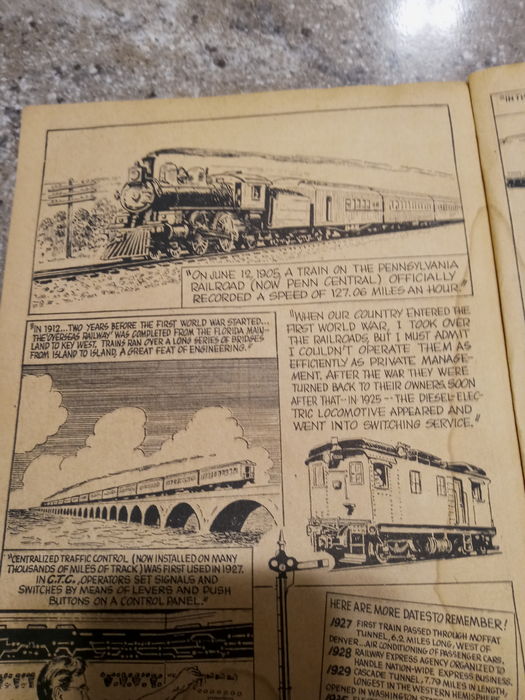 "ON JUNE 12, 1905, A TRAIN ON THE PENNSYLVANIA
RAILROAD (NOW PENN CENTRAL) OFFICIALLY
RECORDED A SPEED OF 127.06 MILES AN HOUR."
"IN 1912...TWO YEARS BEFORE THE FIRST WORLD WAR STARTED...
THE 'OVERSEAS RAILWAY' WAS COMPLETED FROM THE FLORIDA MAIN-
LAND TO KEY WEST. TRAINS RAN OVER A LONG SERIES OF BRIDGES
FROM ISLAND TO ISLAND, A GREAT FEAT OF ENGINEERING."
"WHEN OUR COUNTRY ENTERED THE
FIRST WORLD WAR, I TOOK OVER
THE RAILROADS, BUT I MUST ADMIT
I COULDN'T OPERATE THEM AS
EFFICIENTLY AS PRIVATE MANAGE-
MENT. AFTER THE WAR THEY WERE
TURNED BACK TO THEIR OWNERS. SOON
AFTER THAT--IN 1925--THE DIESEL-ELEC-
TRIC LOCOMOTIVE APPEARED AND
WENT INTO SWITCHING SERVICE."
"CENTRALIZED TRAFFIC CONTROL (NOW INSTALLED ON MANY
THOUSANDS OF MILES OF TRACK) WAS FIRST USED IN 1927.
IN C.T.C., OPERATORS SET SIGNALS AND
SWITCHES BY MEANS OF LEVERS AND PUSH
BUTTONS ON A CONTROL PANEL."
HERE ARE MORE DATES TO REMEMBER!
1927 FIRST TRAIN PASSED THROUGH MOFFAT
TUNNEL, 6.2 MILES LONG, WEST OF
DENVER...AIR CONDITIONING OF PASSENGER CARS.
1928 RAILWAY EXPRESS AGENCY ORGANIZED TO
HANDLE NATION-WIDE EXPRESS BUSINESS.
1929 CASCADE TUNNEL, 7.79 MILES IN LENGTH,
LONGEST IN THE WESTERN HEMISPHERE,
OPENED IN WASHINGTON